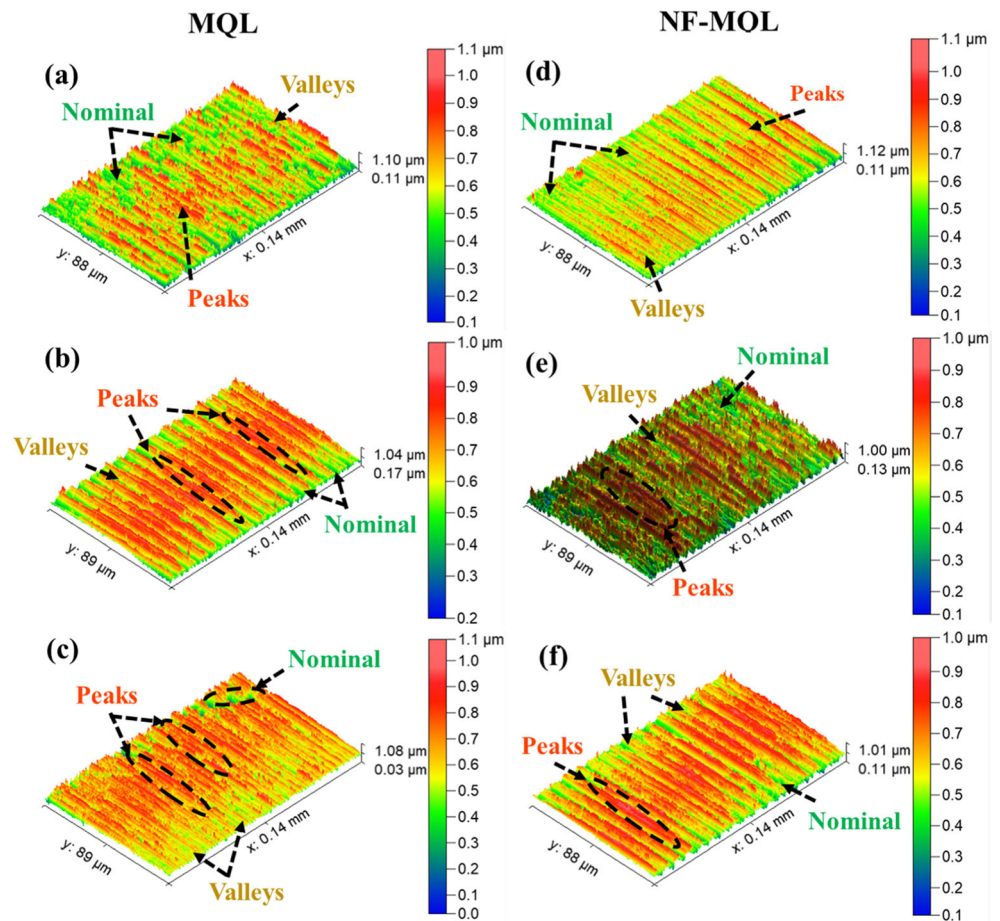 MQL
NF-MOL
(a)
Nominal
Valleys
Peaks
y: 88 µm
x: 0.14 mm
1.10 µm
0.11 µm
1.1 µm
1.0
0.9
0.8
0.7
0.6
0.5
0.4
0.3
0.2
0.1
(d)
Nominal
Peaks
Valleys
y: 88 µm
x: 0.14 mm
1.12 µm
0.11 µm
1.1 µm
1.0
0.9
0.8
0.7
0.6
0.5
0.4
0.3
0.2
0.1
(b)
Peaks
Valleys
Nominal
y: 89 µm
x: 0.14 mm
1.04 µm
0.17 µm
1.0 µm
0.9
0.8
0.7
0.6
0.5
0.4
0.3
0.2
(e)
Nominal
Valleys
Peaks
y: 89 µm
x: 0.14 mm
1.00 µm
0.13 µm
1.0 µm
0.9
0.8
0.7
0.6
0.5
0.4
0.3
0.2
0.1
(c)
Nominal
Peaks
Valleys
y: 89 µm
x: 0.14 mm
1.08 µm
0.03 µm
1.1 µm
1.0
0.9
0.8
0.7
0.6
0.5
0.4
0.3
0.2
0.1
0.0
(f)
Valleys
Peaks
Nominal
y: 88 µm
x: 0.14 mm
1.01 µm
0.11 µm
1.0 µm
0.9
0.8
0.7
0.6
0.5
0.4
0.3
0.2
0.1